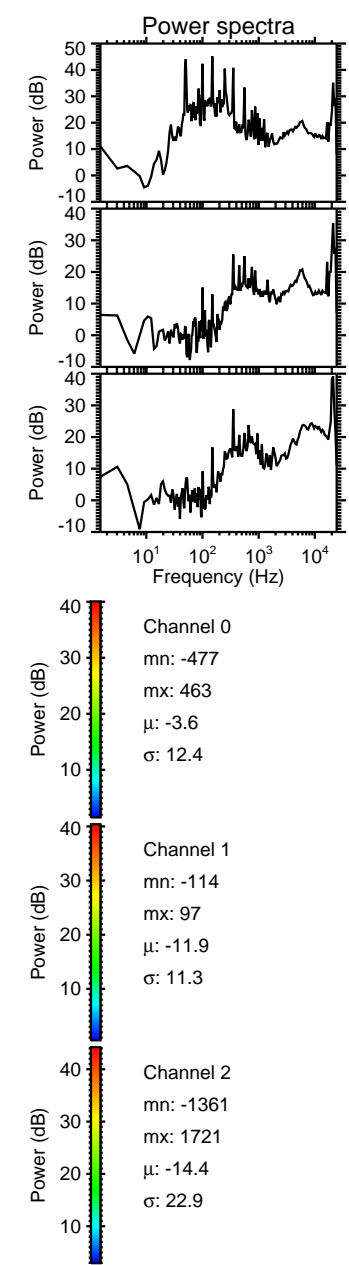 Power spectra
50
40
30
20
10
0
-10
Power (dB)
40
30
20
10
0
-10
Power (dB)
40
30
20
10
0
-10
Power (dB)
10¹ 10² 10³ 10⁴
Frequency (Hz)
40
30
20
10
Power (dB)
Channel 0
mn: -477
mx: 463
μ: -3.6
σ: 12.4
40
30
20
10
Power (dB)
Channel 1
mn: -114
mx: 97
μ: -11.9
σ: 11.3
40
30
20
10
Power (dB)
Channel 2
mn: -1361
mx: 1721
μ: -14.4
σ: 22.9